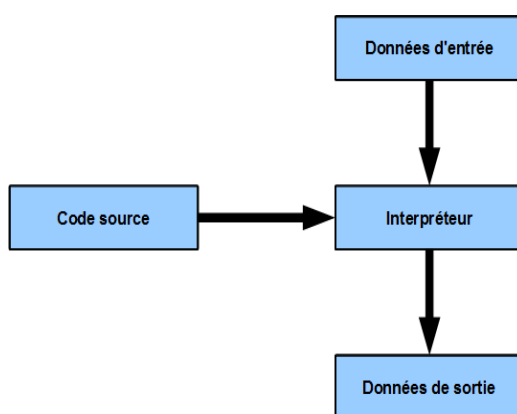 Données d'entrée
Code source
Interpréteur
Données de sortie